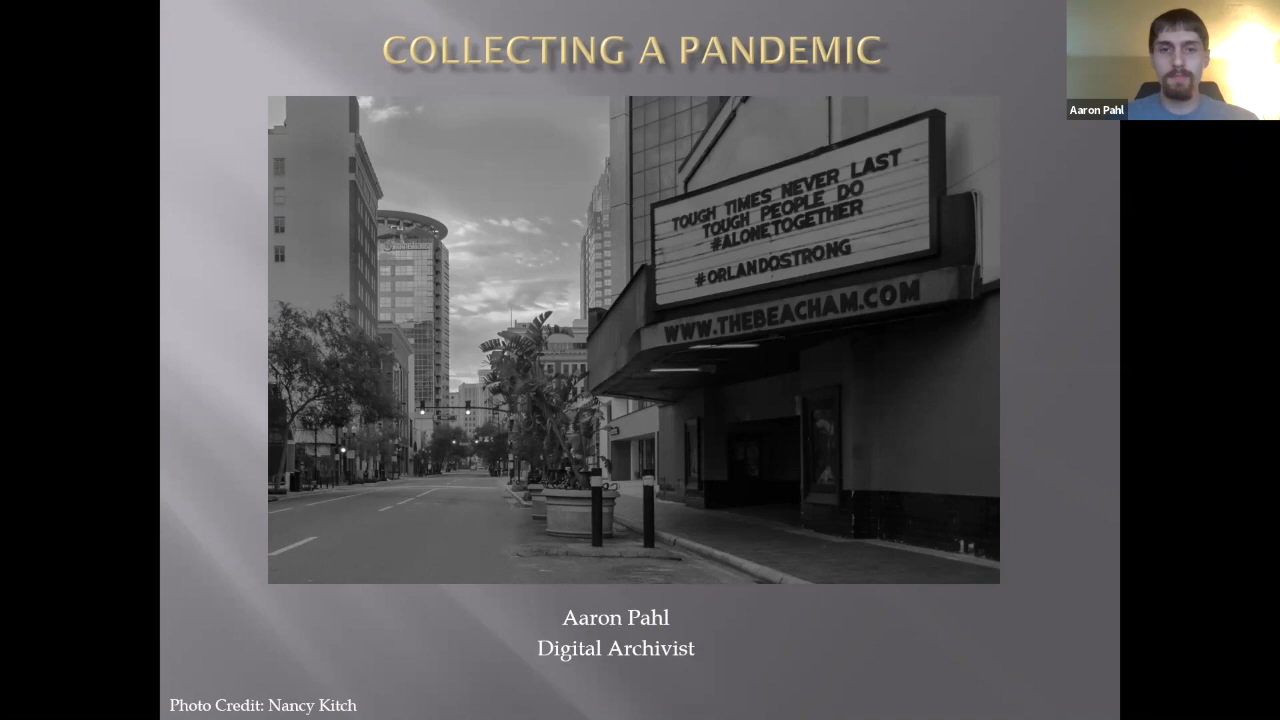 COLLECTING A PANDEMIC
Aaron Pahl
TOUGH TIMES NEVER LAST
TOUGH PEOPLE DO
#ALONETOGETHER
#ORLANDOSTRONG
WWW.THEBEACHAM.COM
Aaron Pahl
Digital Archivist
Photo Credit: Nancy Kitch